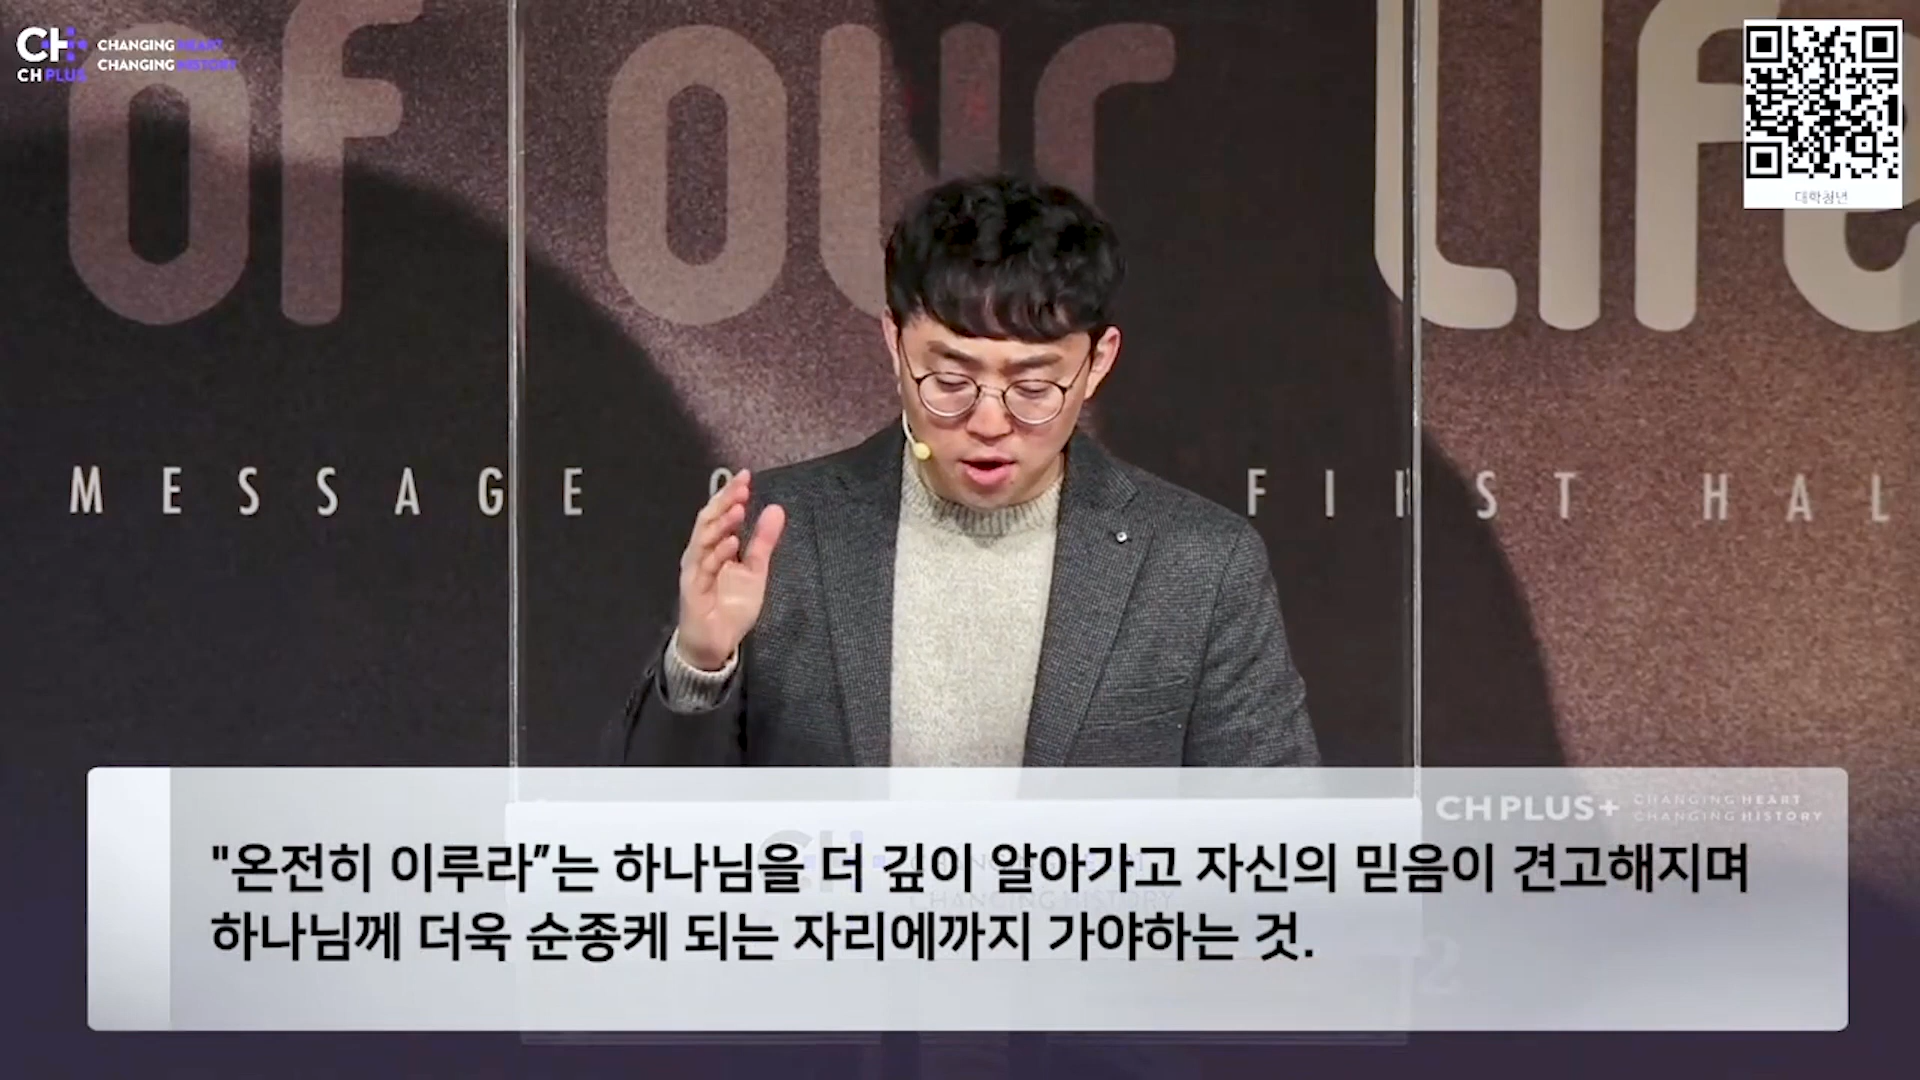 CH+
CH PLUS
CHANGING HEART
CHANGING HISTORY
of our Life
대학청년
MESSAGE
FIRST HAL
CH PLUS+
CHANGING HEART
CHANGING HISTORY
"온전히 이루라”는 하나님을 더 깊이 알아가고 자신의 믿음이 견고해지며
하나님께 더욱 순종케 되는 자리에까지 가야하는 것.